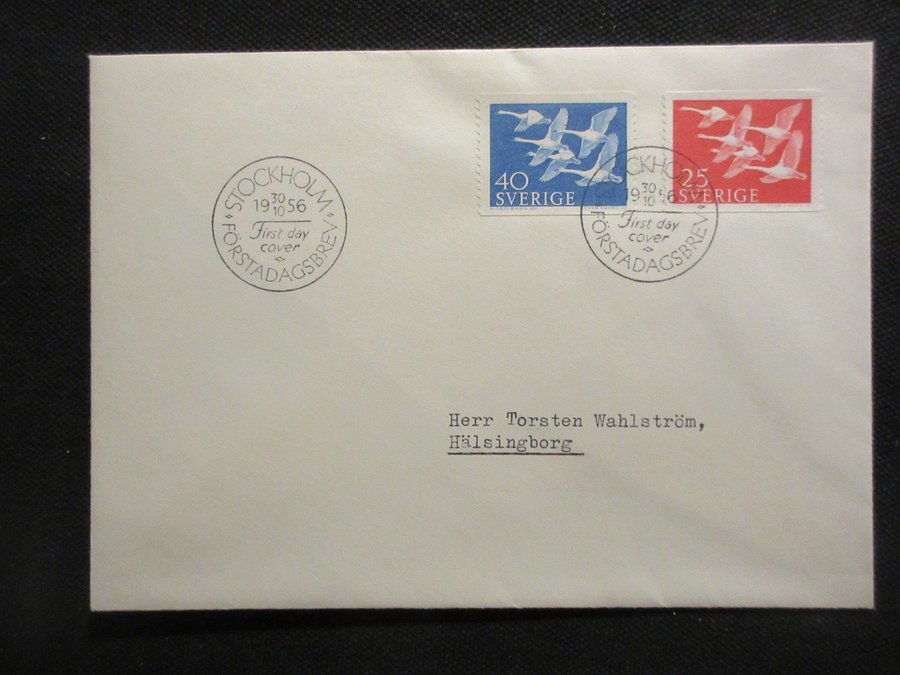 STOCKHOLM
19 30/10 56
First day
cover
FÖRSTADAGSBREV
40
SVERIGE
25
SVERIGE
STOCKHOLM
19 30/10 56
First day
cover
FÖRSTADAGSBREV
Herr Torsten Wahlström,
Hälsingborg